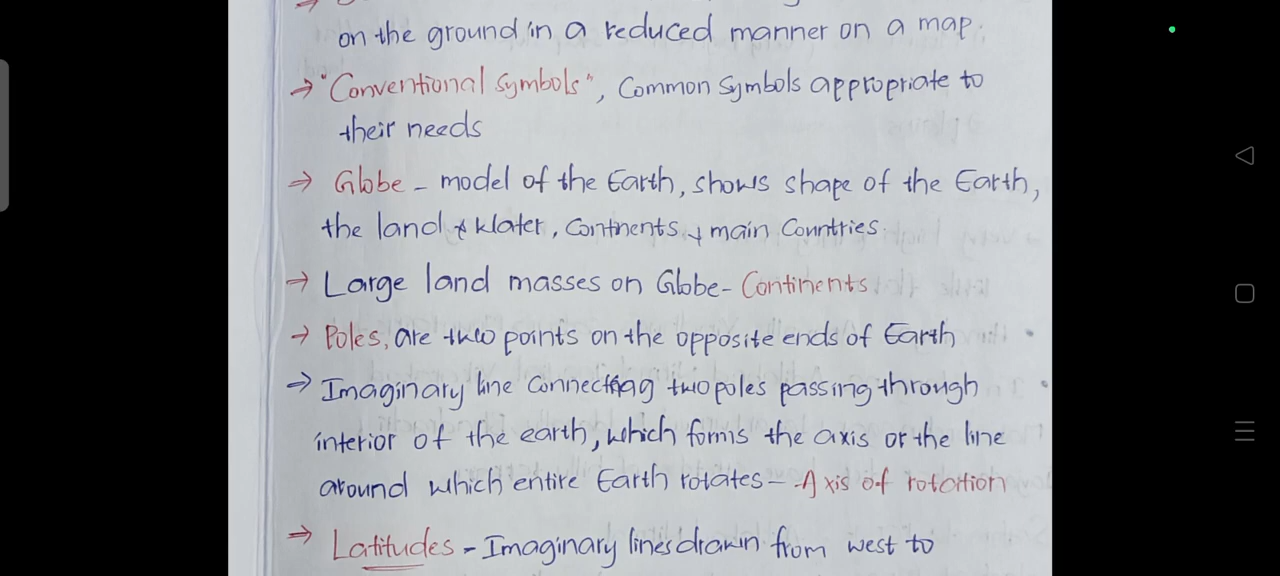 on the ground in a reduced manner on a map.
→ "Conventional symbols", Common symbols appropriate to
their needs
→ Globe - model of the Earth, shows shape of the Earth,
the land & Water, Continents, & main Countries.
→ Large land masses on Globe - Continents
→ Poles, are two points on the opposite ends of Earth
→ Imaginary line connecting two poles passing through
interior of the earth, which forms the axis or the line
around which entire Earth rotates - Axis of rotation
→ Latitudes - Imaginary lines drawn from west to